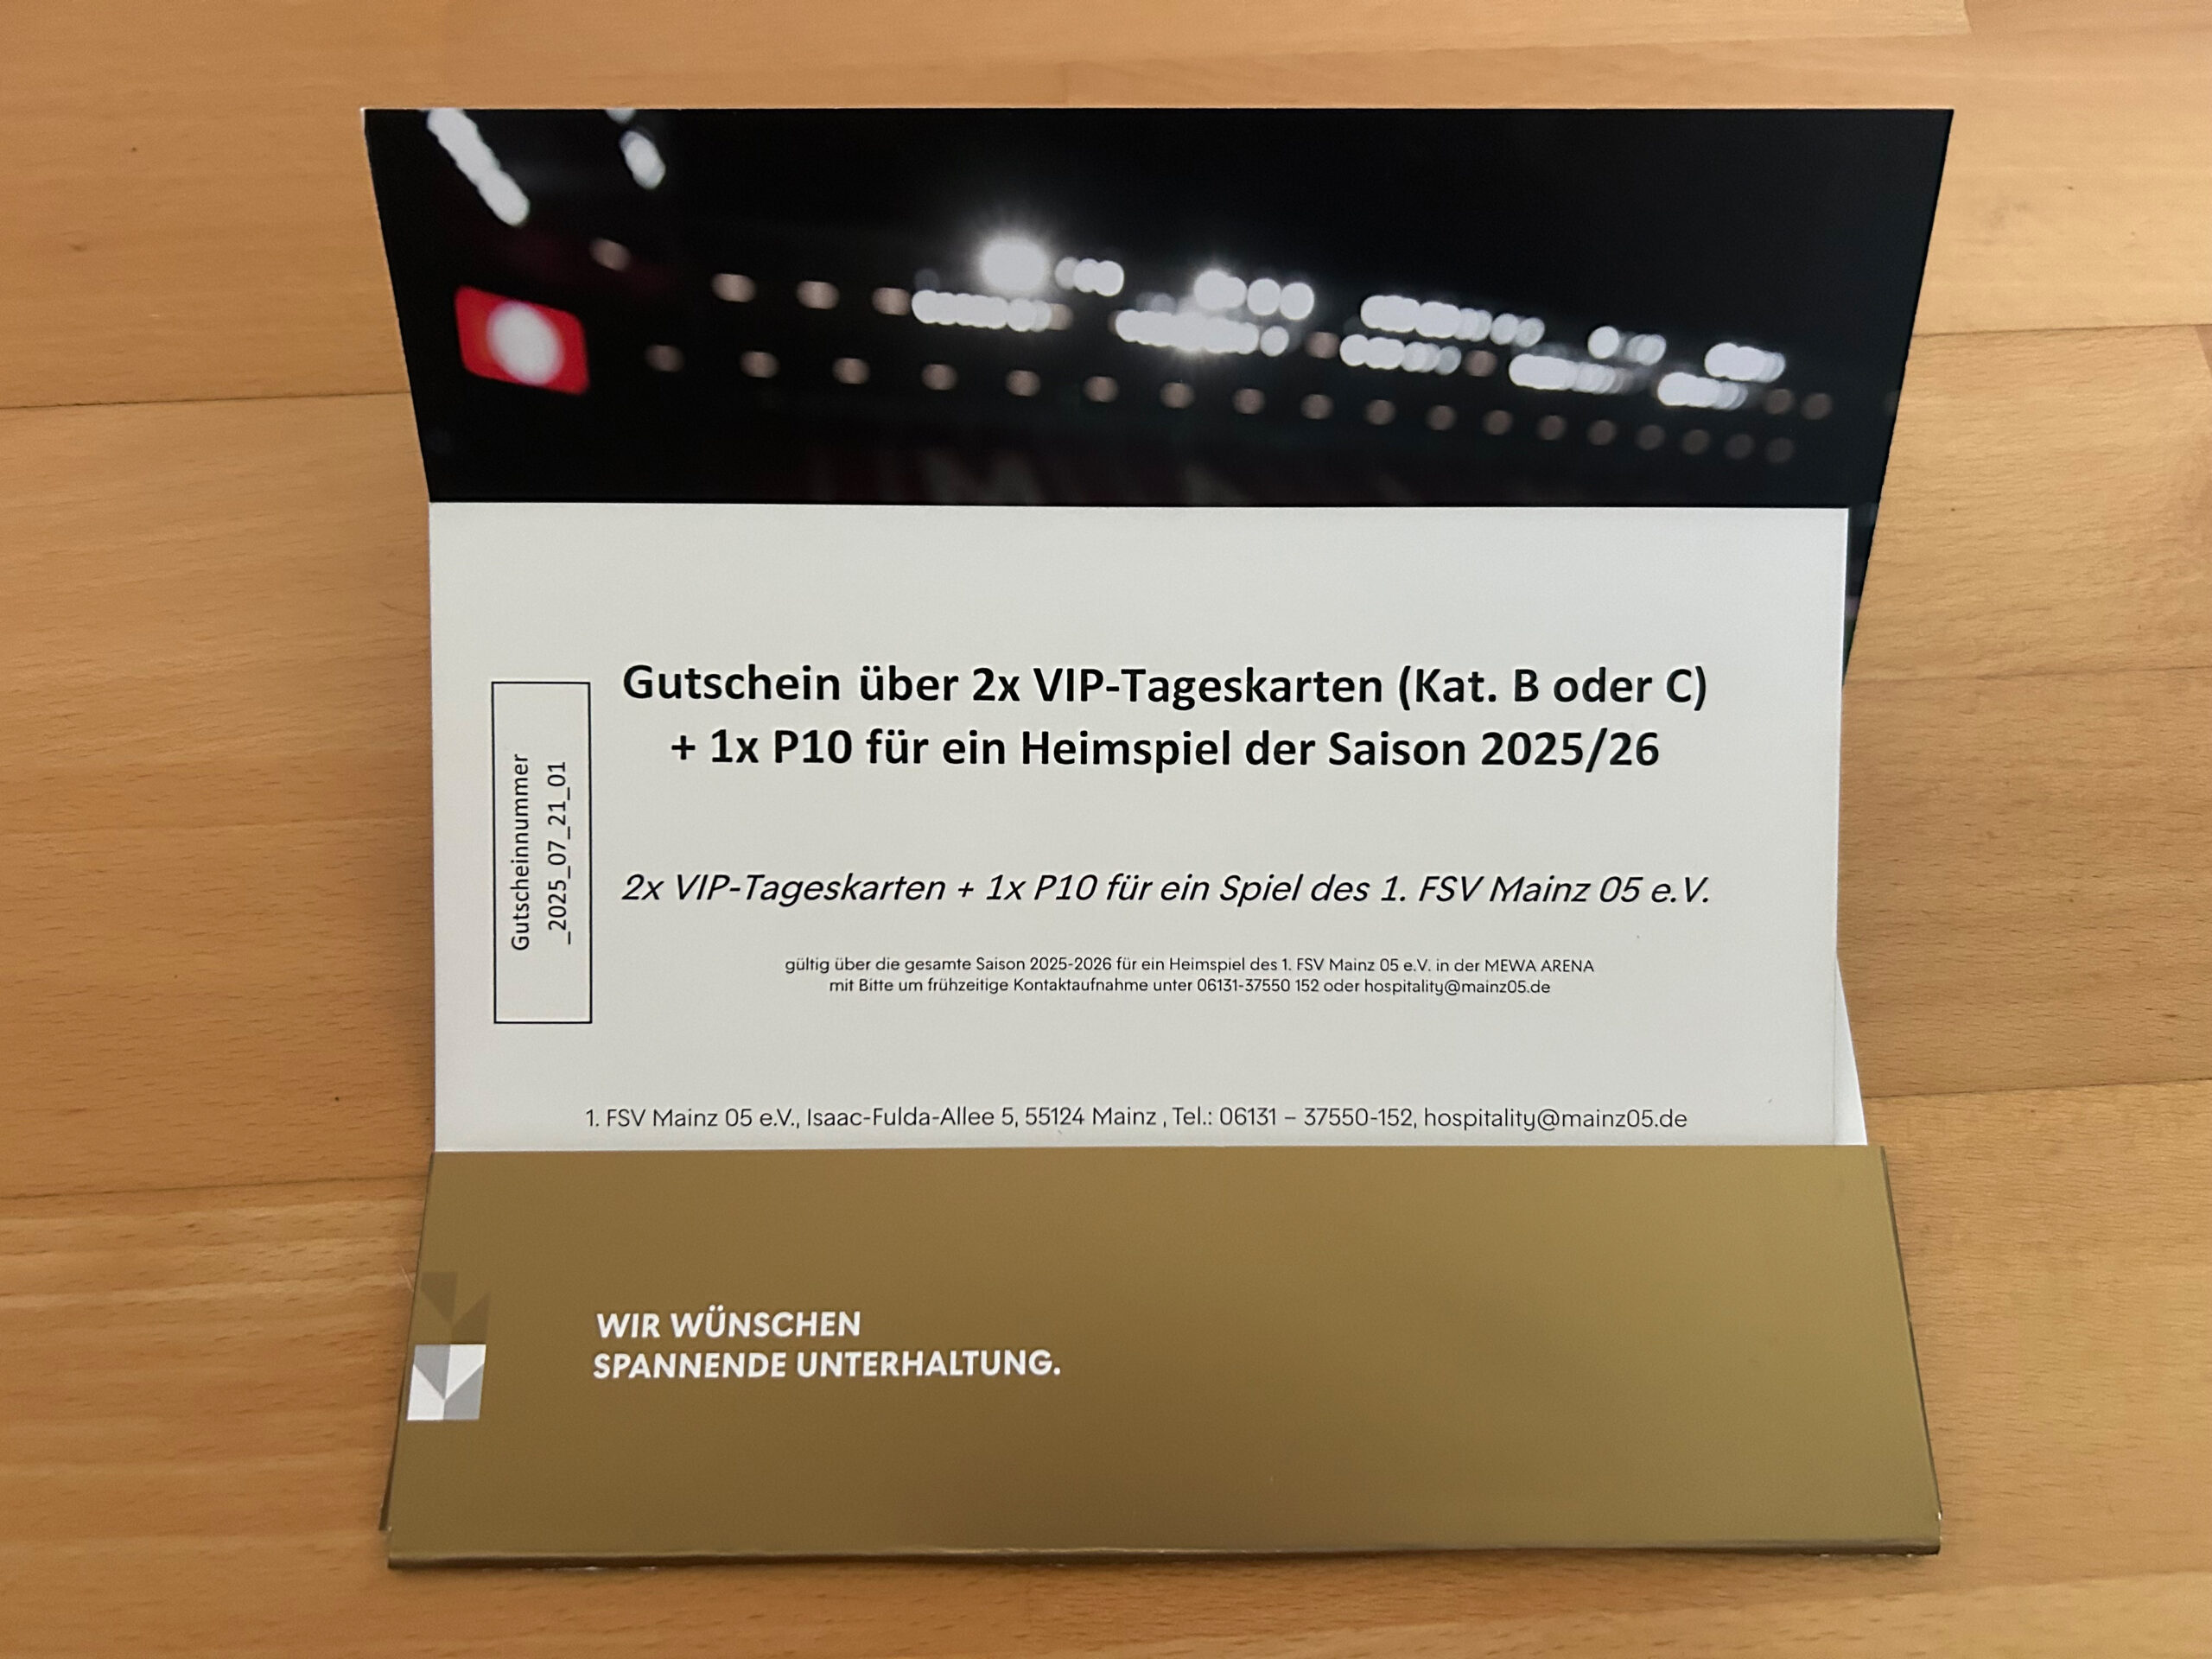 Gutschein über 2x VIP-Tageskarten (Kat. B oder C)
+ 1x P10 für ein Heimspiel der Saison 2025/26
Gutscheinnummer
_2025_07_21_01
2x VIP-Tageskarten + 1x P10 für ein Spiel des 1. FSV Mainz 05 e.V.
gültig über die gesamte Saison 2025-2026 für ein Heimspiel des 1. FSV Mainz 05 e.V. in der MEWA ARENA
mit Bitte um frühzeitige Kontaktaufnahme unter 06131-37550 152 oder hospitality@mainz05.de
1. FSV Mainz 05 e.V., Isaac-Fulda-Allee 5, 55124 Mainz , Tel.: 06131 – 37550-152, hospitality@mainz05.de
WIR WÜNSCHEN
SPANNENDE UNTERHALTUNG.